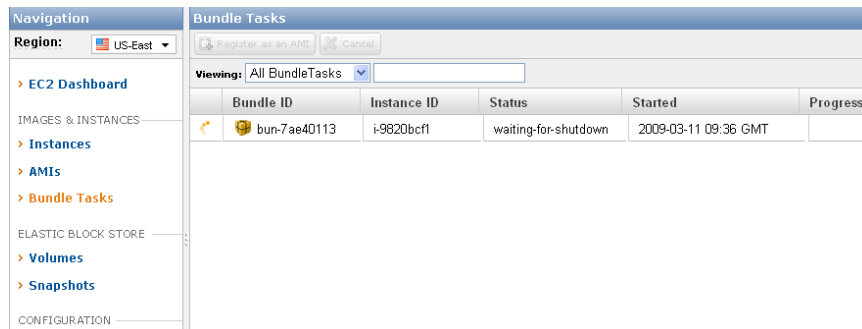 Navigation
Region: US-East
EC2 Dashboard
IMAGES & INSTANCES
Instances
AMIs
Bundle Tasks
ELASTIC BLOCK STORE
Volumes
Snapshots
CONFIGURATION
Bundle Tasks
Register as an AMI Cancel
Viewing: All BundleTasks
Bundle ID Instance ID Status Started Progress
bun-7ae40113 i-9820bcf1 waiting-for-shutdown 2009-03-11 09:36 GMT